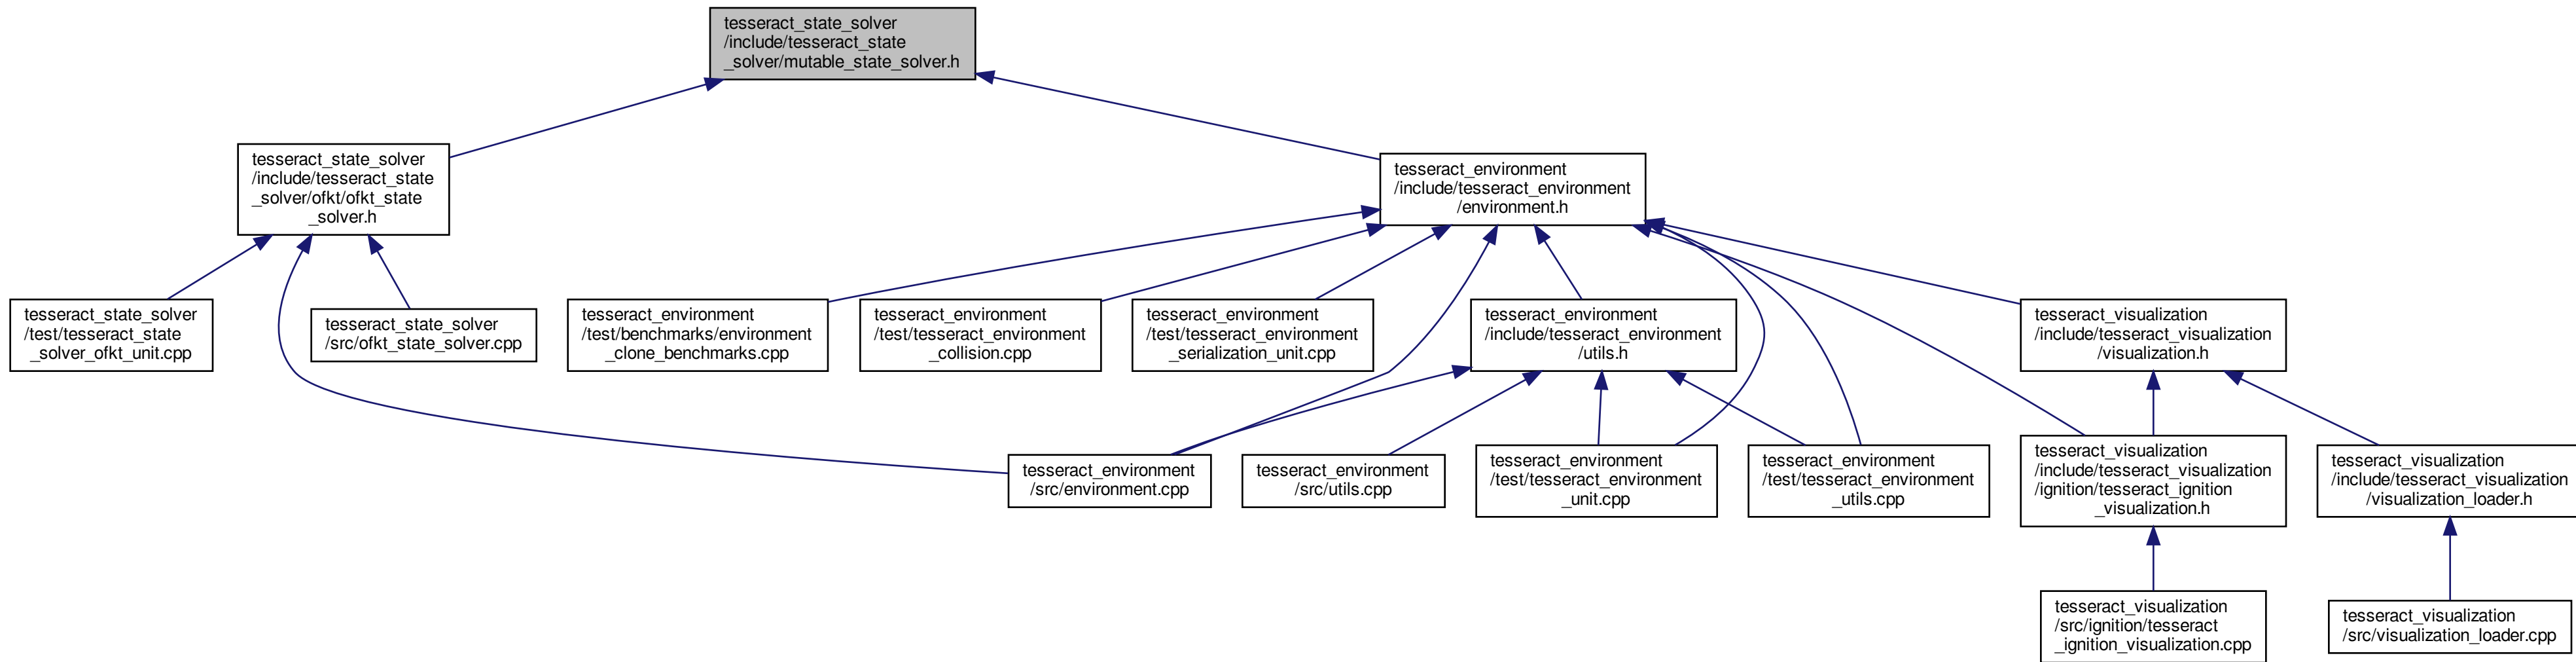 tesseract_state_solver
/include/tesseract_state
_solver/mutable_state_solver.h
tesseract_state_solver
/include/tesseract_state
_solver/ofkt/ofkt_state
_solver.h
tesseract_environment
/include/tesseract_environment
/environment.h
tesseract_state_solver
/test/tesseract_state
_solver_ofkt_unit.cpp
tesseract_state_solver
/src/ofkt_state_solver.cpp
tesseract_environment
/test/benchmarks/environment
_clone_benchmarks.cpp
tesseract_environment
/test/tesseract_environment
_collision.cpp
tesseract_environment
/test/tesseract_environment
_serialization_unit.cpp
tesseract_environment
/include/tesseract_environment
/utils.h
tesseract_visualization
/include/tesseract_visualization
/visualization.h
tesseract_environment
/src/environment.cpp
tesseract_environment
/src/utils.cpp
tesseract_environment
/test/tesseract_environment
_unit.cpp
tesseract_environment
/test/tesseract_environment
_utils.cpp
tesseract_visualization
/include/tesseract_visualization
/ignition/tesseract_ignition
_visualization.h
tesseract_visualization
/include/tesseract_visualization
/visualization_loader.h
tesseract_visualization
/src/ignition/tesseract
_ignition_visualization.cpp
tesseract_visualization
/src/visualization_loader.cpp